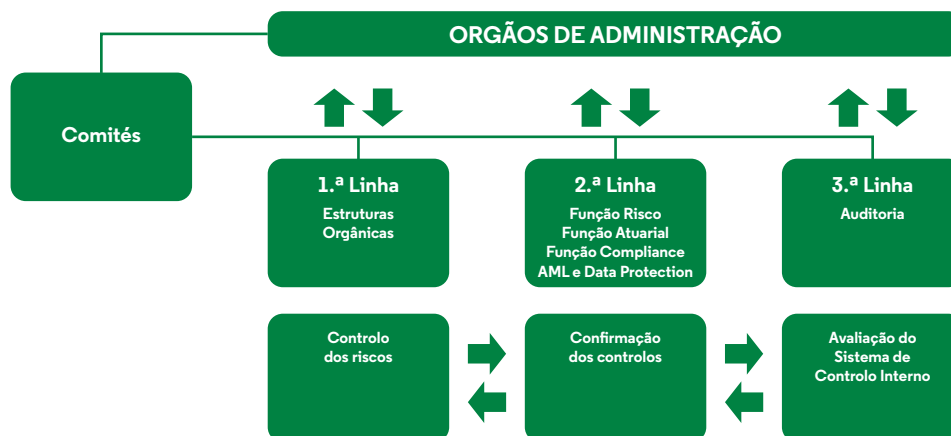 ORGÃOS DE ADMINISTRAÇÃO
Comités
1.ª Linha
Estruturas
Orgânicas
2.ª Linha
Função Risco
Função Atuarial
Função Compliance
AML e Data Protection
3.ª Linha
Auditoria
Controlo
dos riscos
Confirmação
dos controlos
Avaliação do
Sistema de
Controlo Interno